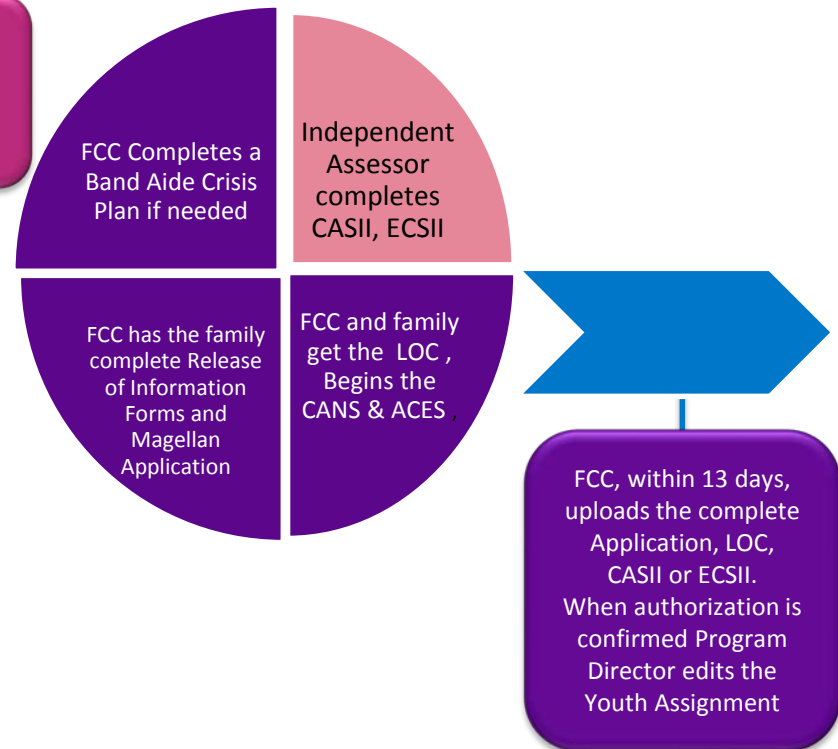 FCC Completes a
Band Aide Crisis
Plan if needed
Independent
Assessor
completes
CASII, ECSII
FCC has the family
complete Release
of Information
Forms and
Magellan
Application
FCC and family
get the LOC ,
Begins the
CANS & ACES ,
FCC, within 13 days,
uploads the complete
Application, LOC,
CASII or ECSII.
When authorization is
confirmed Program
Director edits the
Youth Assignment